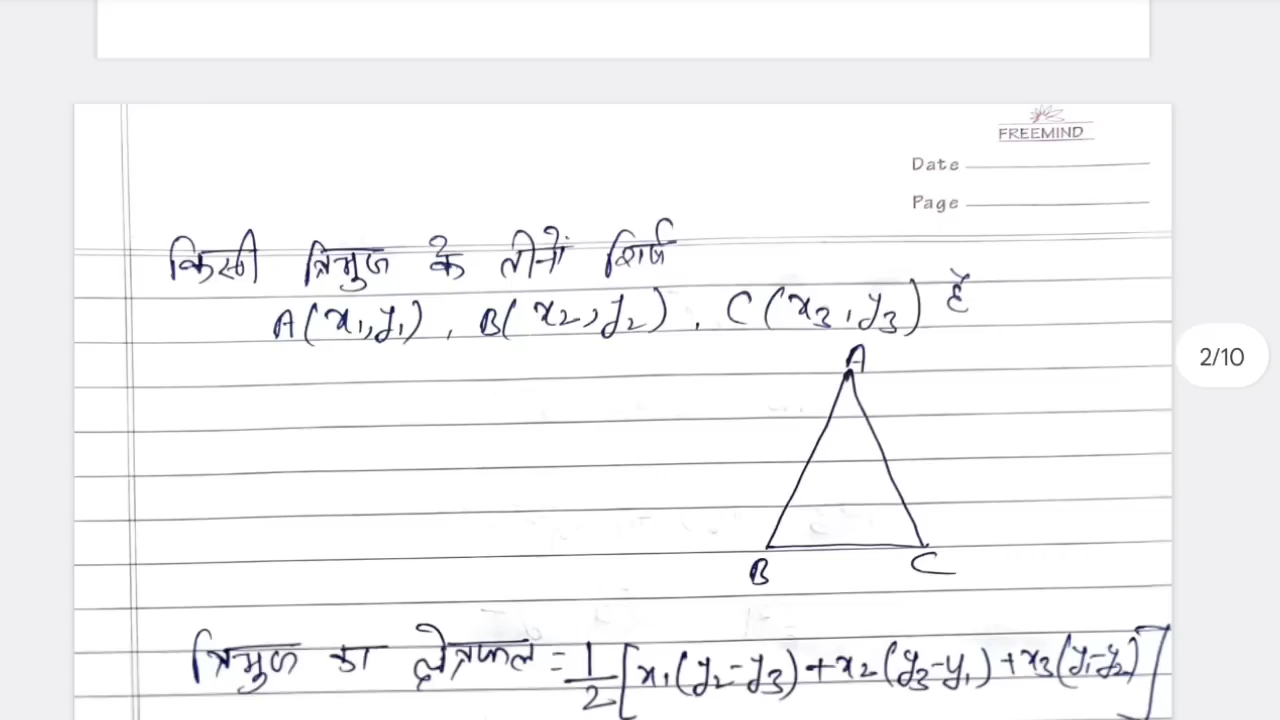 FREEMIND
Date
Page
किसी त्रिभुज के तीनों शिर्ष
A(x₁,y₁), B(x₂,y₂), C(x₃,y₃) हैं
2/10
A
B C
त्रिभुज का क्षेत्रफल = 1/2 [x₁(y₂-y₃)+x₂(y₃-y₁)+x₃(y₁-y₂)]